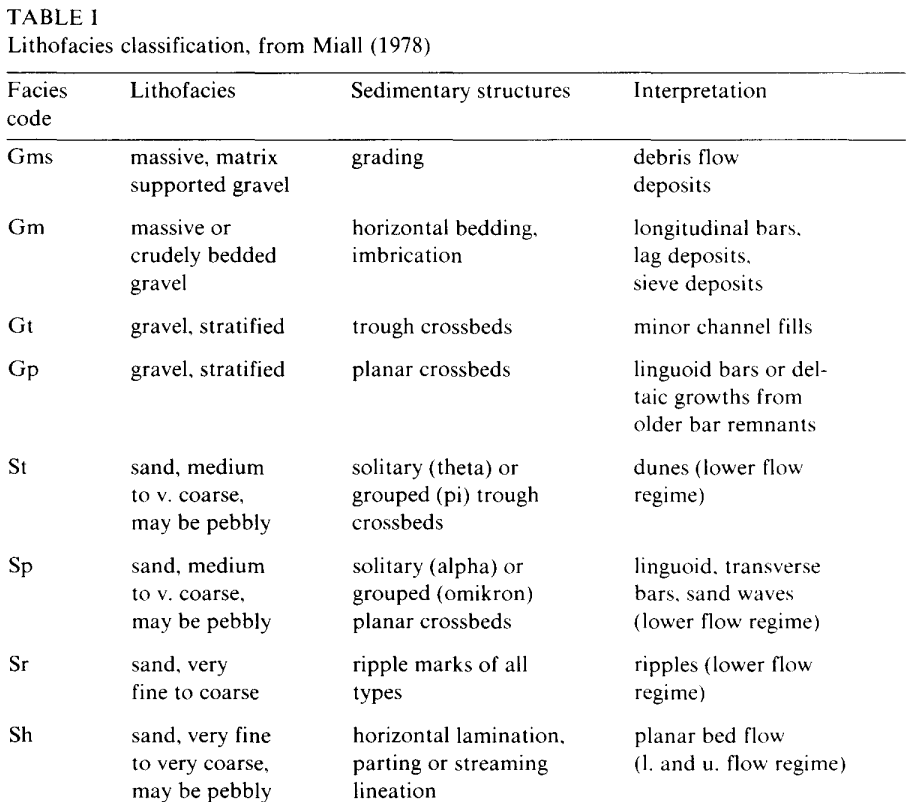 TABLE I
Lithofacies classification, from Miall (1978)
Facies code Lithofacies Sedimentary structures Interpretation
Gms massive, matrix grading debris flow
supported gravel deposits
Gm massive or horizontal bedding, longitudinal bars,
crudely bedded imbrication lag deposits,
gravel sieve deposits
Gt gravel, stratified trough crossbeds minor channel fills
Gp gravel, stratified planar crossbeds linguoid bars or del-
taic growths from
older bar remnants
St sand, medium solitary (theta) or dunes (lower flow
to v. coarse, grouped (pi) trough regime)
may be pebbly crossbeds
Sp sand, medium solitary (alpha) or linguoid, transverse
to v. coarse, grouped (omikron) bars, sand waves
may be pebbly planar crossbeds (lower flow regime)
Sr sand, very ripple marks of all ripples (lower flow
fine to coarse types regime)
Sh sand, very fine horizontal lamination, planar bed flow
to very coarse, parting or streaming (l. and u. flow regime)
may be pebbly lineation